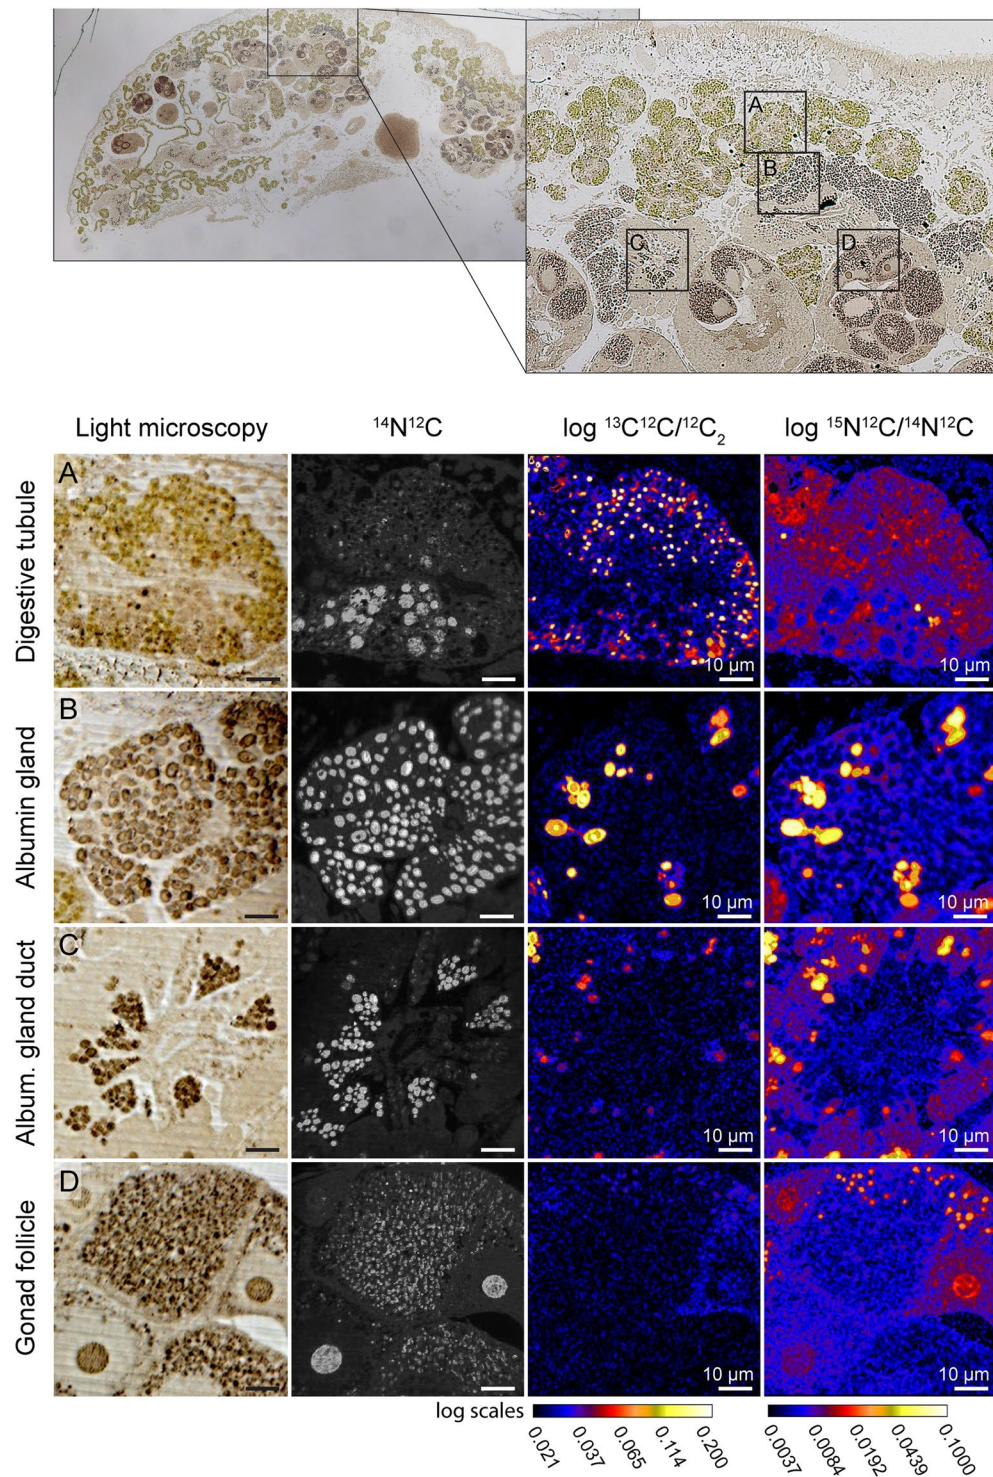 A
B
C
D
Light microscopy ¹⁴N¹²C log ¹³C¹²C/¹²C₂ log ¹⁵N¹²C/¹⁴N¹²C
Digestive tubule
A
10 µm
10 µm
Albumin gland
B
10 µm
10 µm
Album. gland duct
C
10 µm
10 µm
Gonad follicle
D
10 µm
10 µm
log scales
0.021 0.037 0.065 0.114 0.200
0.0037 0.0084 0.0192 0.0439 0.1000